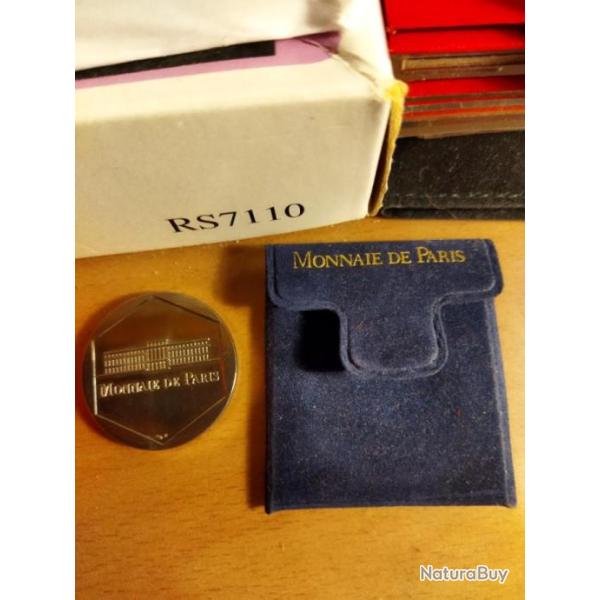 RS7110
MONNAIE DE PARIS
MONNAIE DE PARIS
NaturaBuy